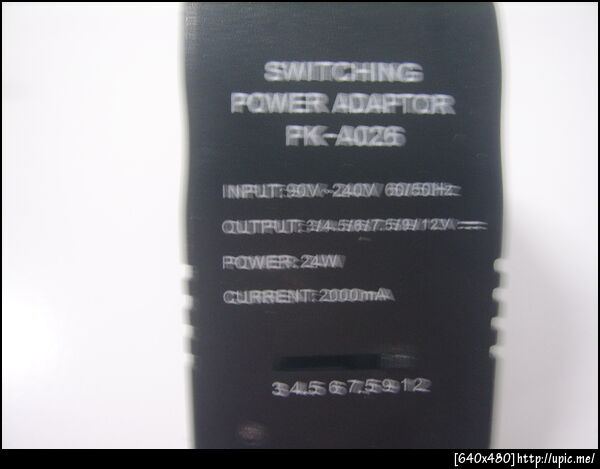 SWITCHING
POWER ADAPTOR
PK-A026
INPUT: 90V~240V 60/50Hz
OUTPUT: 3/4.5/6/7.5/9/12V ⎓
POWER: 24W
CURRENT: 2000mA
3 4.5 6 7.5 9 12
[640x480]http://upic.me/